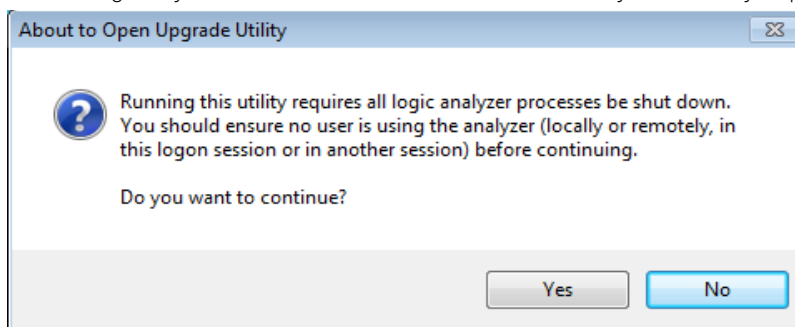 About to Open Upgrade Utility
Running this utility requires all logic analyzer processes be shut down.
You should ensure no user is using the analyzer (locally or remotely, in
this logon session or in another session) before continuing.
Do you want to continue?
Yes
No